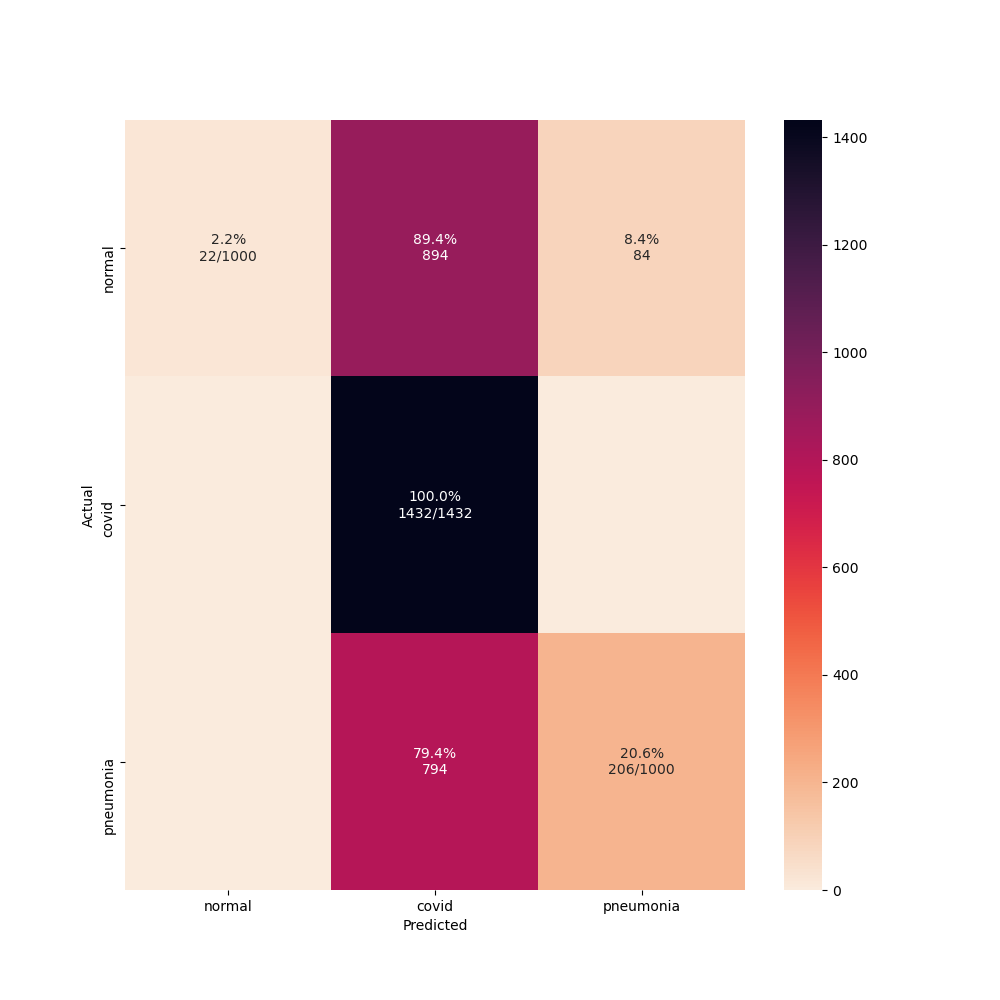 2.2%
22/1000
89.4%
894
8.4%
84
100.0%
1432/1432
79.4%
794
20.6%
206/1000
normal
covid
pneumonia
Actual
normal
covid
pneumonia
Predicted
1400
1200
1000
800
600
400
200
0